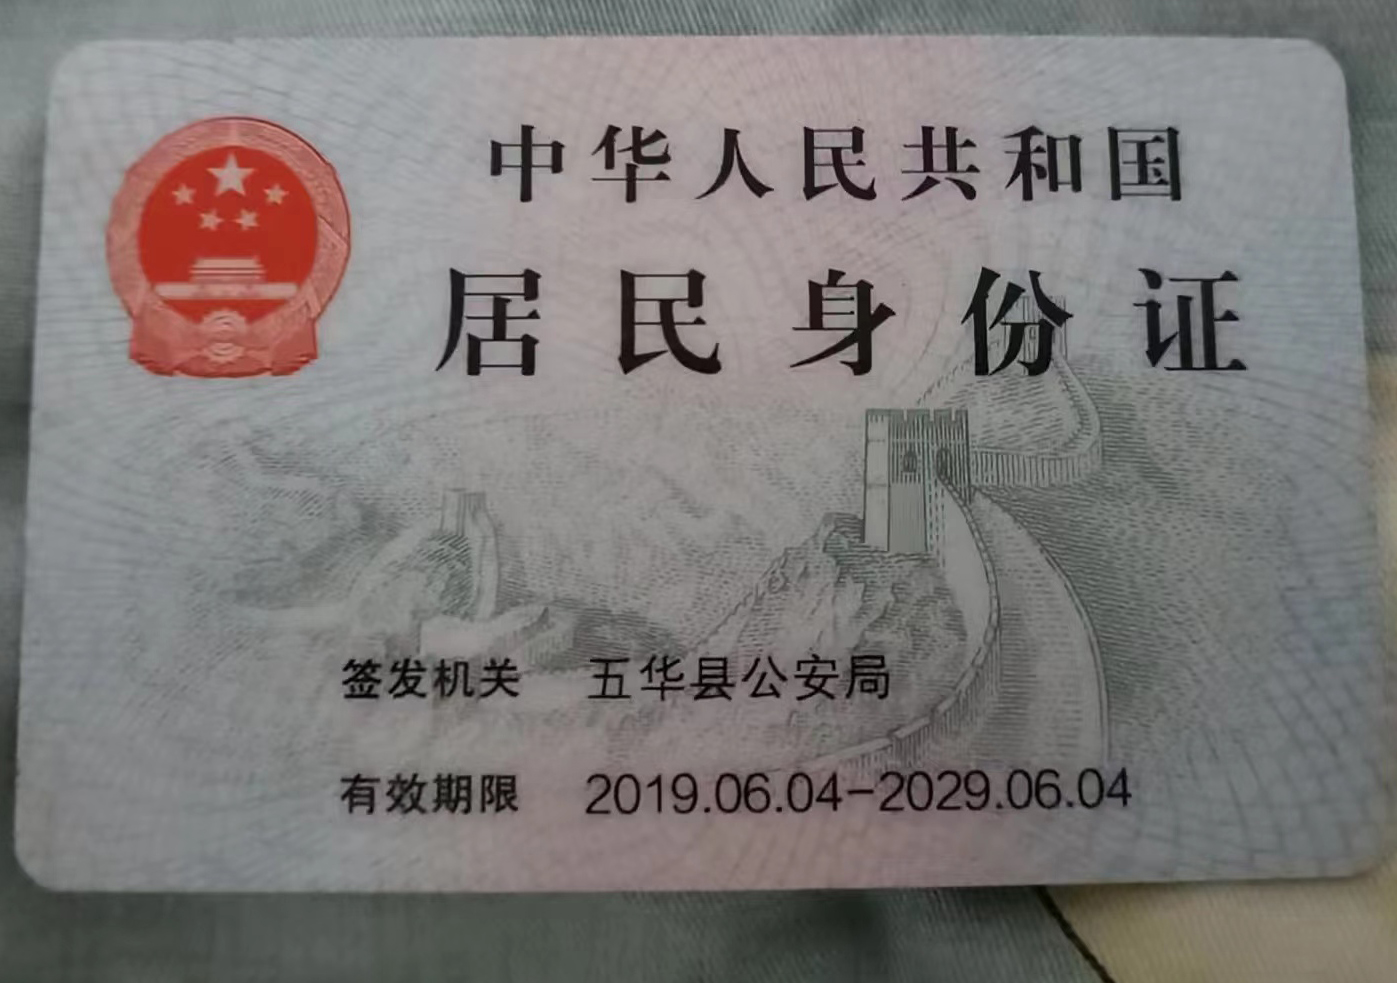 中华人民共和国
居民身份证
签发机关 五华县公安局
有效期限 2019.06.04-2029.06.04